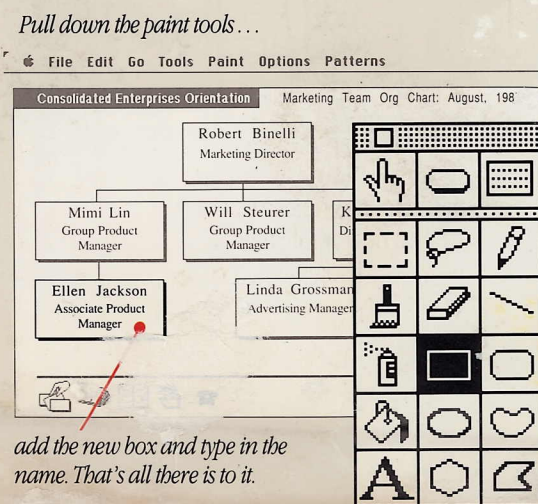 Pull down the paint tools...
File Edit Go Tools Paint Options Patterns
Consolidated Enterprises Orientation
Marketing Team Org Chart: August, 198
Robert Binelli
Marketing Director
Mimi Lin
Group Product
Manager
Will Steurer
Group Product
Manager
K
Di
Ellen Jackson
Associate Product
Manager
Linda Grossman
Advertising Manager
A
add the new box and type in the
name. That's all there is to it.